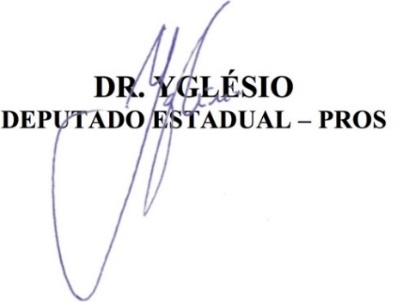 DR. YGLÉSIO
DEPUTADO ESTADUAL – PROS